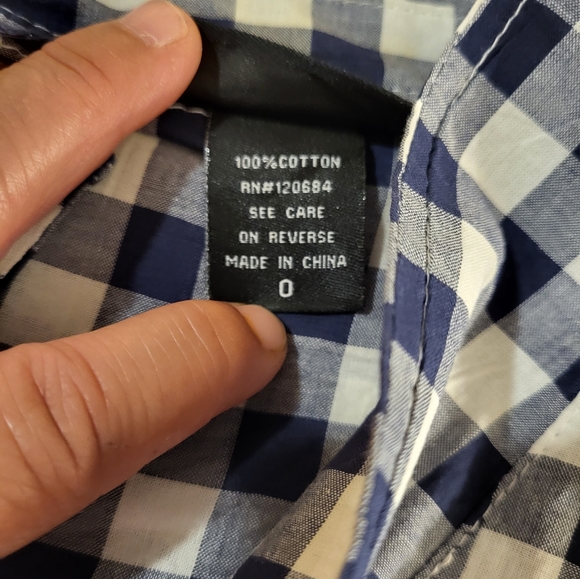 100%COTTON
RN#120684
SEE CARE
ON REVERSE
MADE IN CHINA
0